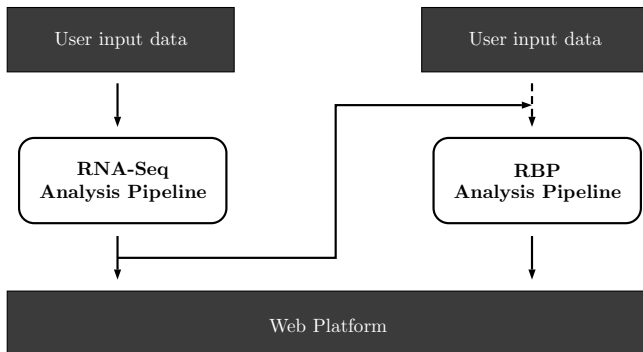 User input data
User input data
RNA-Seq
Analysis Pipeline
RBP
Analysis Pipeline
Web Platform